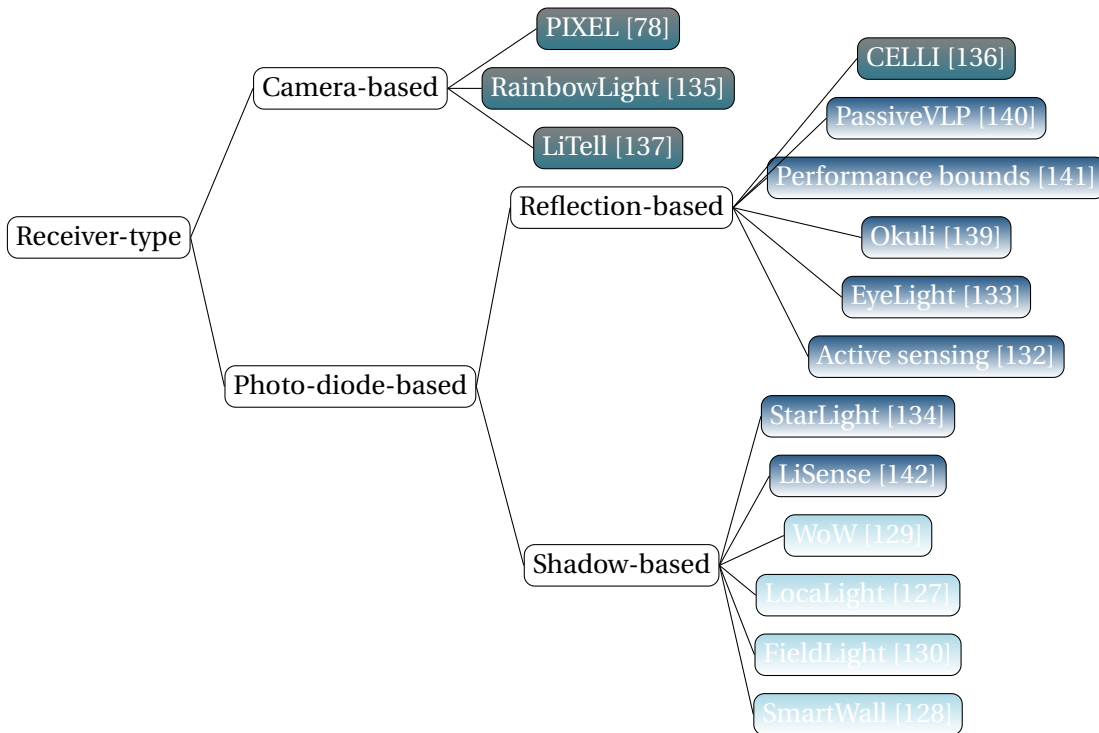 PIXEL [78]
CELLI [136]
Camera-based
RainbowLight [135]
PassiveVLP [140]
LiTell [137]
Performance bounds [141]
Reflection-based
Receiver-type
Okuli [139]
EyeLight [133]
Active sensing [132]
Photo-diode-based
StarLight [134]
LiSense [142]
WoW [129]
Shadow-based
LocaLight [127]
FieldLight [130]
SmartWall [128]